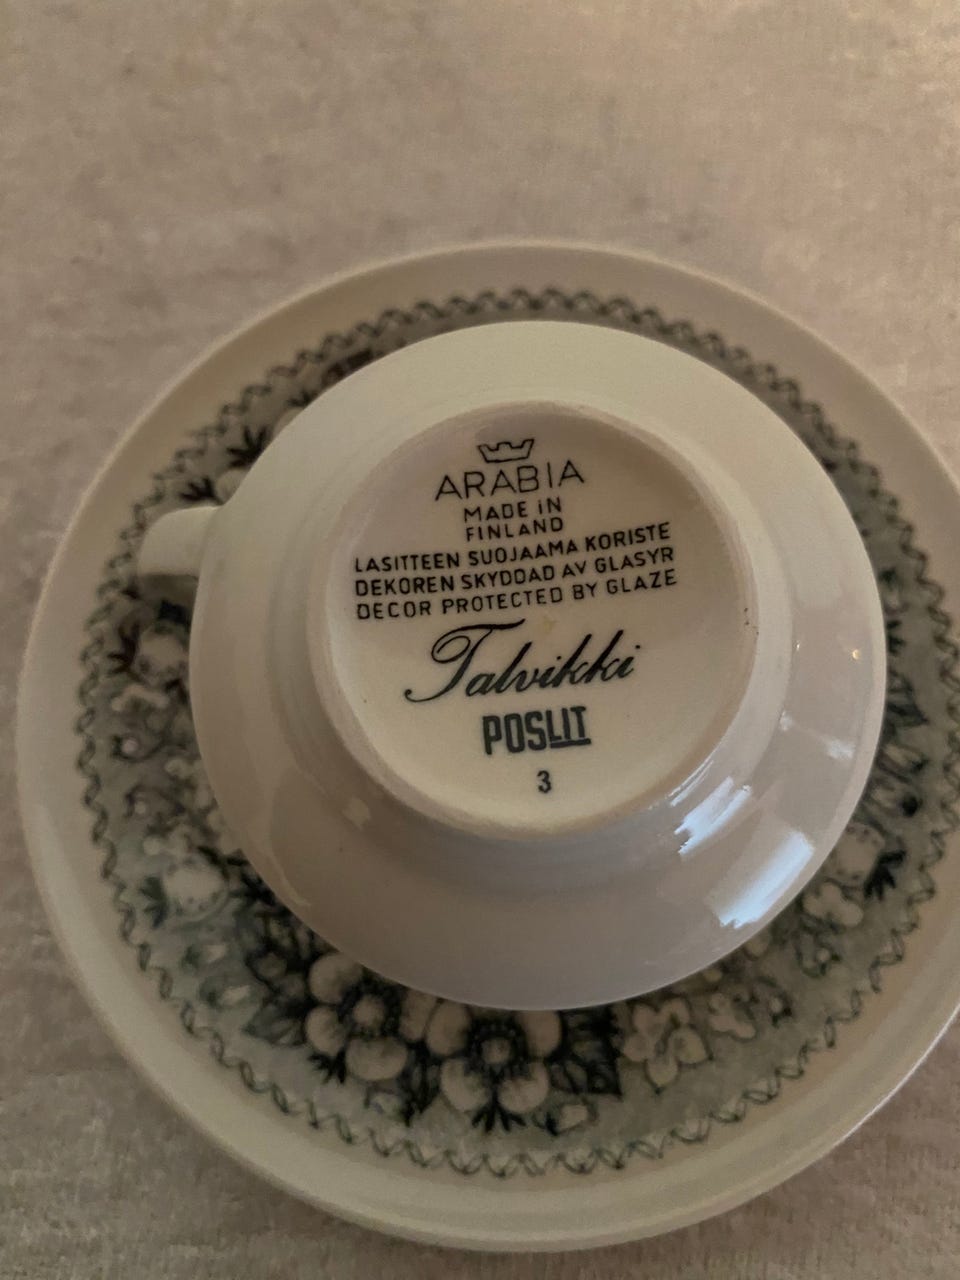 ARABIA
MADE IN
FINLAND
LASITTEEN SUOJAAMA KORISTE
DEKOREN SKYDDAD AV GLASYR
DECOR PROTECTED BY GLAZE
Talvikki
POSLIT
3